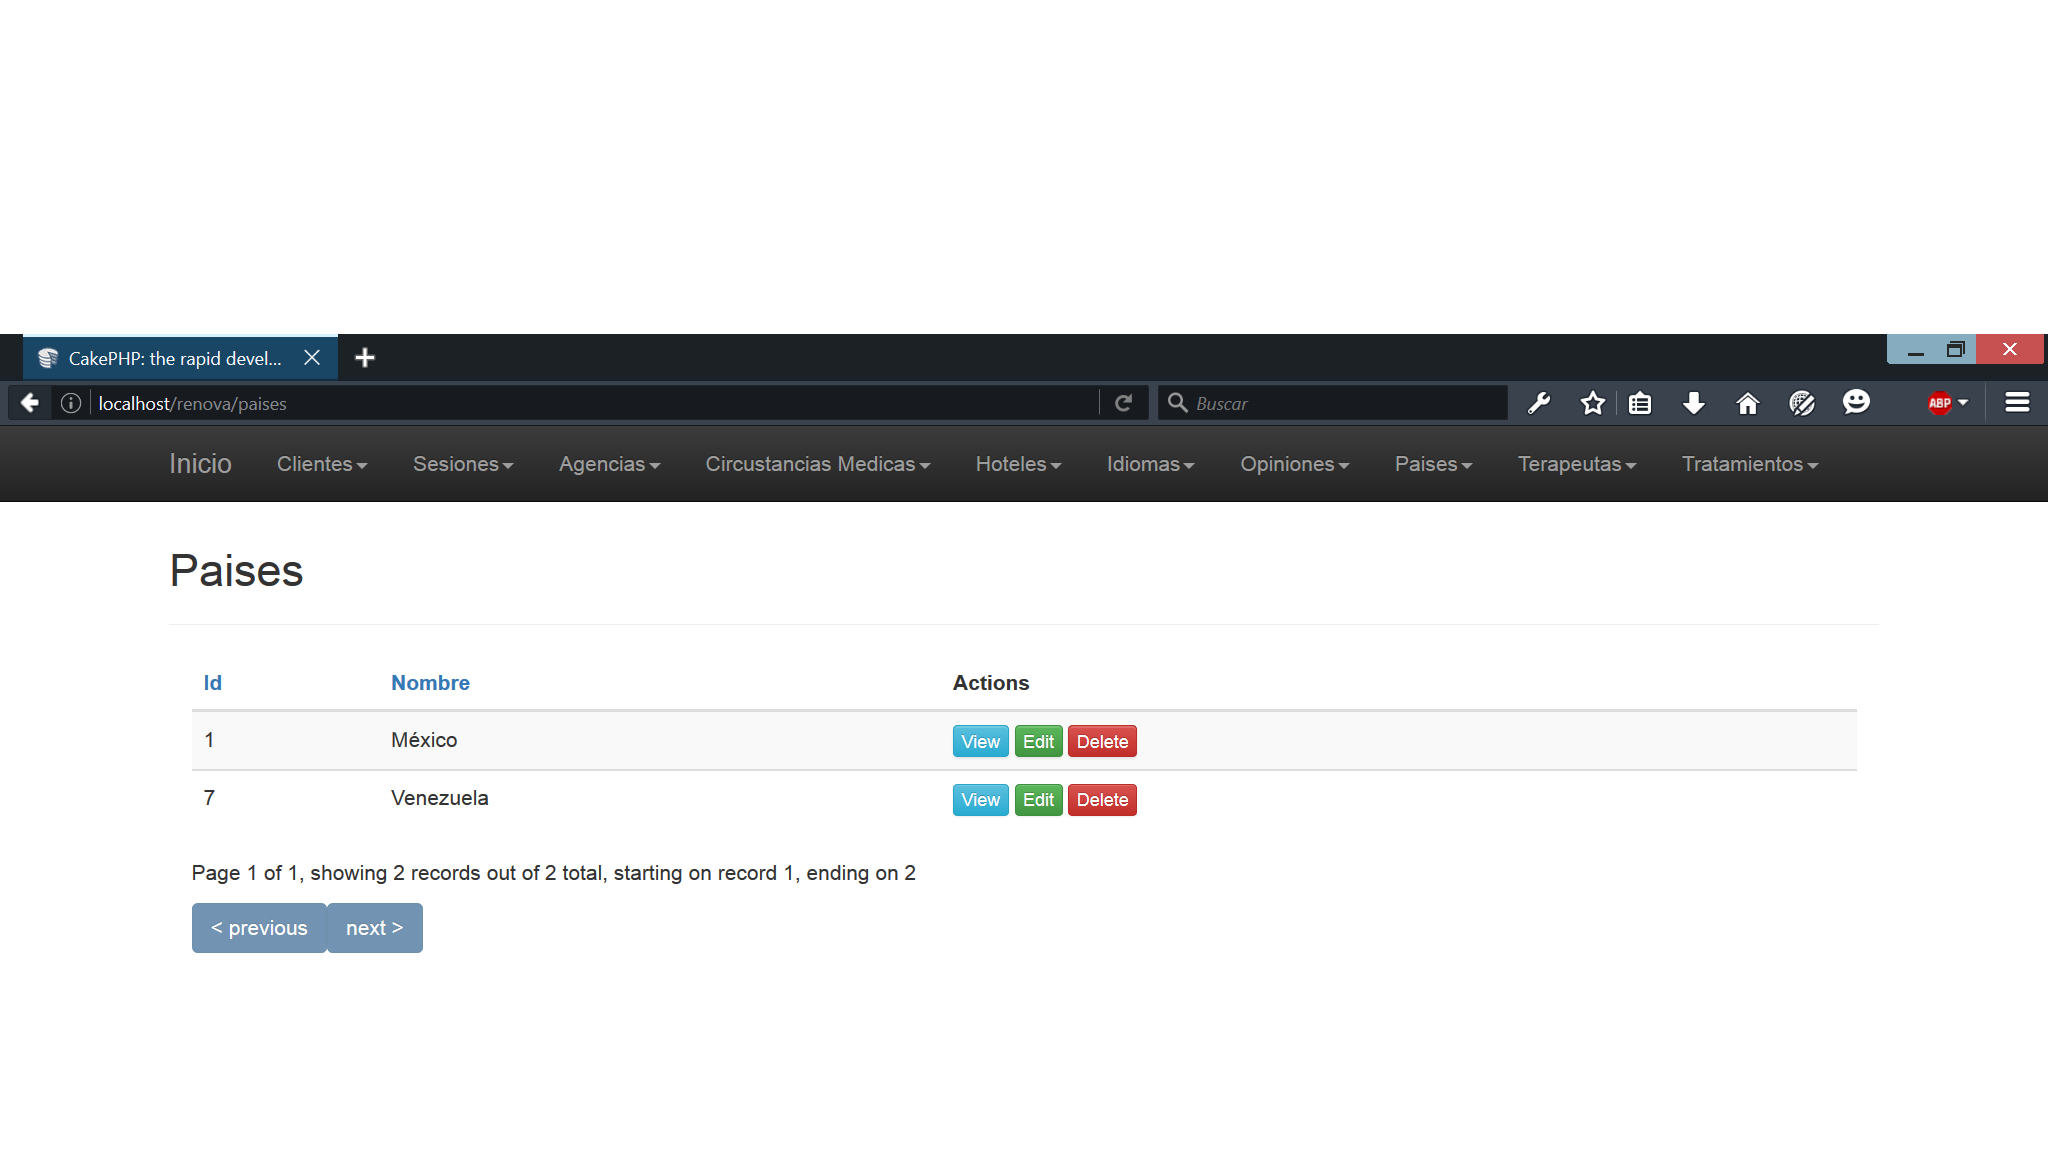 CakePHP: the rapid devel...
localhost/renova/paises
Buscar
ABP
Inicio Clientes Sesiones Agencias Circustancias Medicas Hoteles Idiomas Opiniones Paises Terapeutas Tratamientos
Paises
Id Nombre Actions
1 México View Edit Delete
7 Venezuela View Edit Delete
Page 1 of 1, showing 2 records out of 2 total, starting on record 1, ending on 2
< previous next >